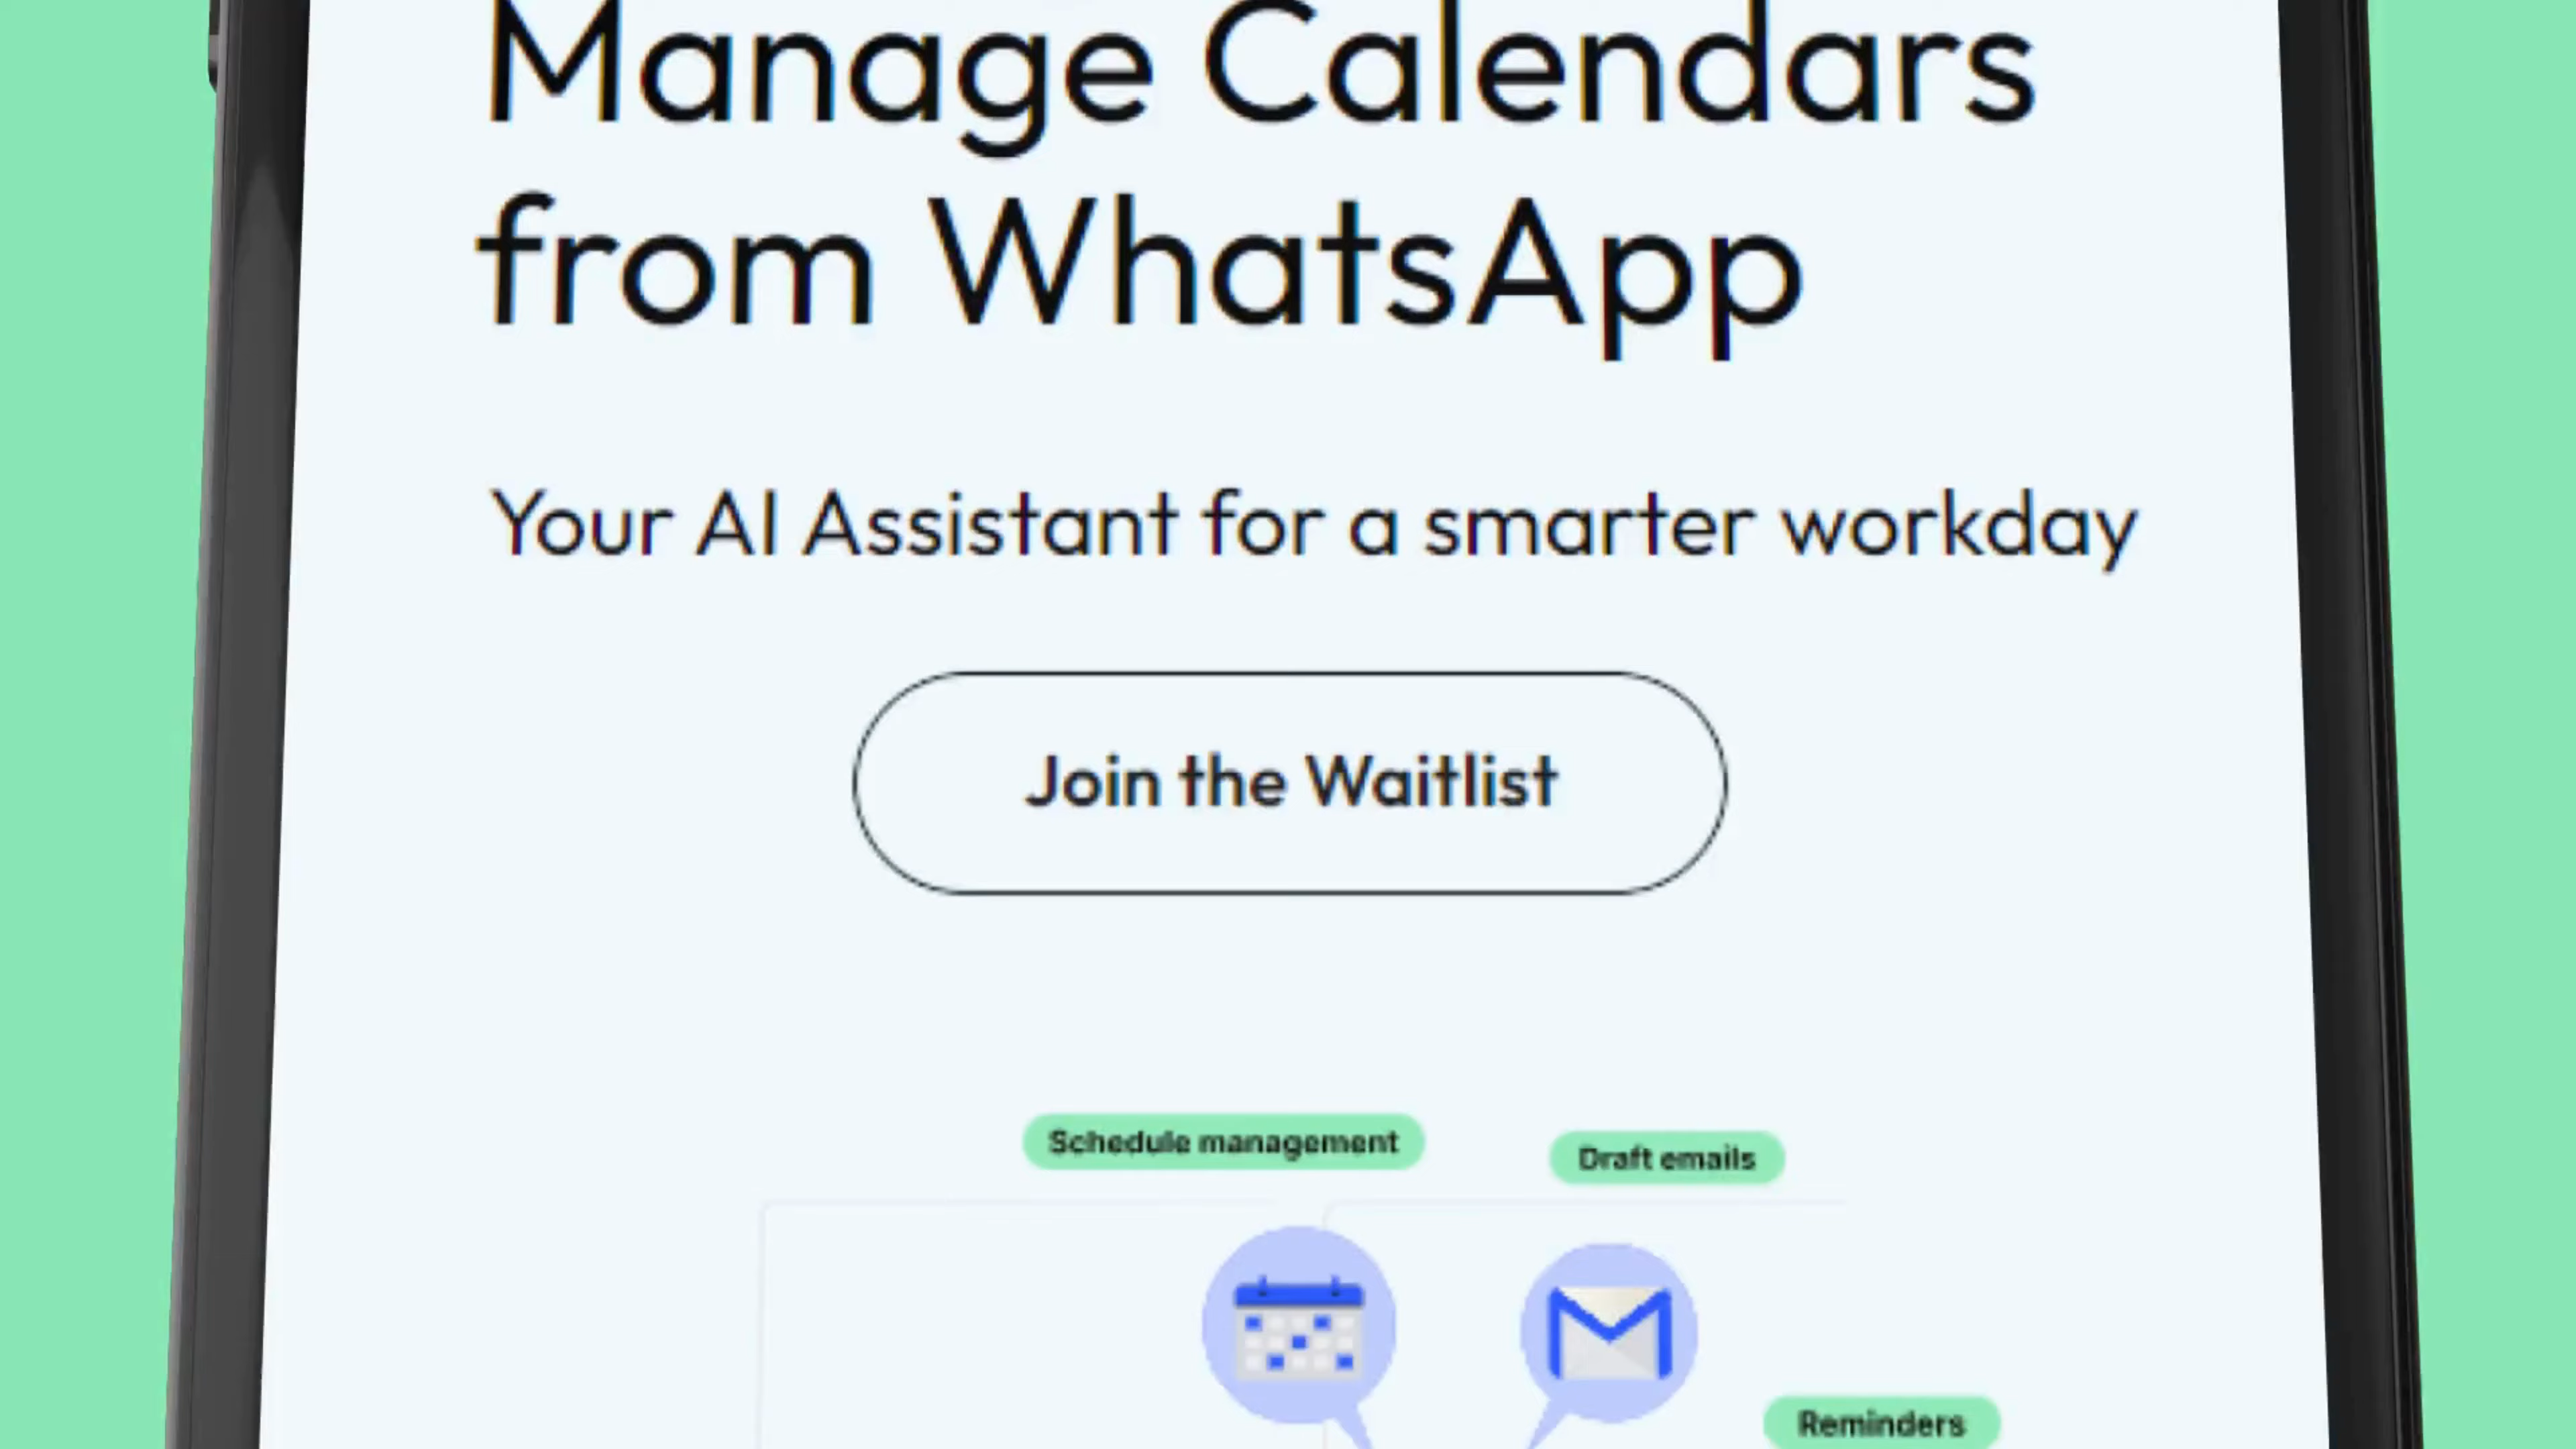 Manage Calendars
from WhatsApp
Your AI Assistant for a smarter workday
Join the Waitlist
Schedule management
Draft emails
Reminders